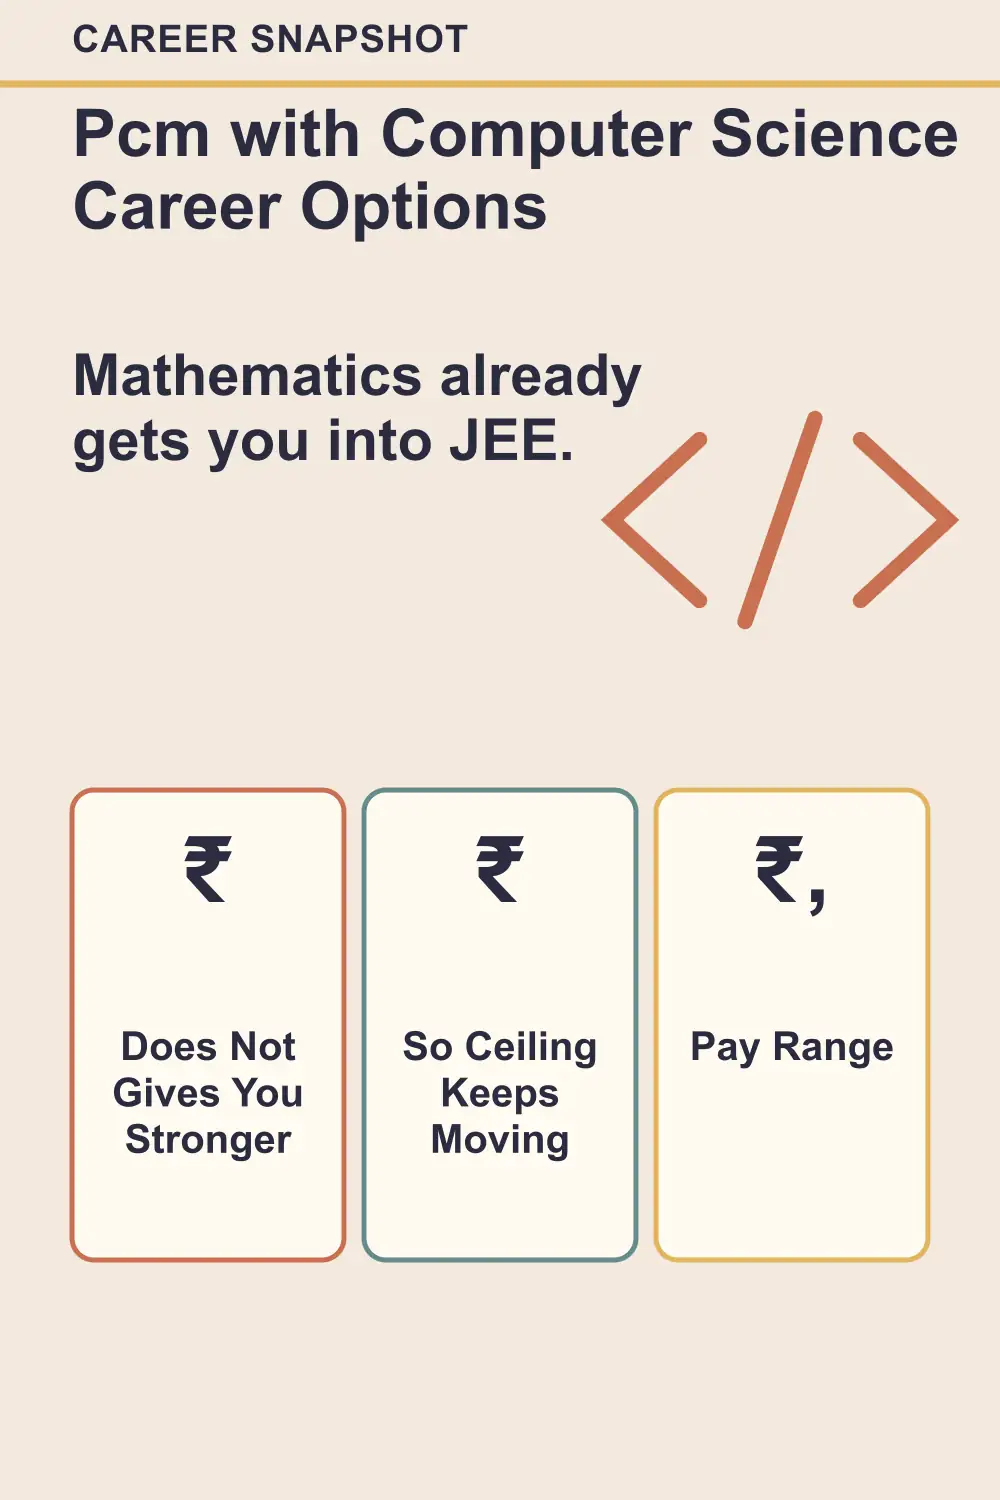 CAREER SNAPSHOT
Pcm with Computer Science
Career Options
Mathematics already
gets you into JEE.
</>
₹
Does Not
Gives You
Stronger
₹
So Ceiling
Keeps
Moving
₹,
Pay Range